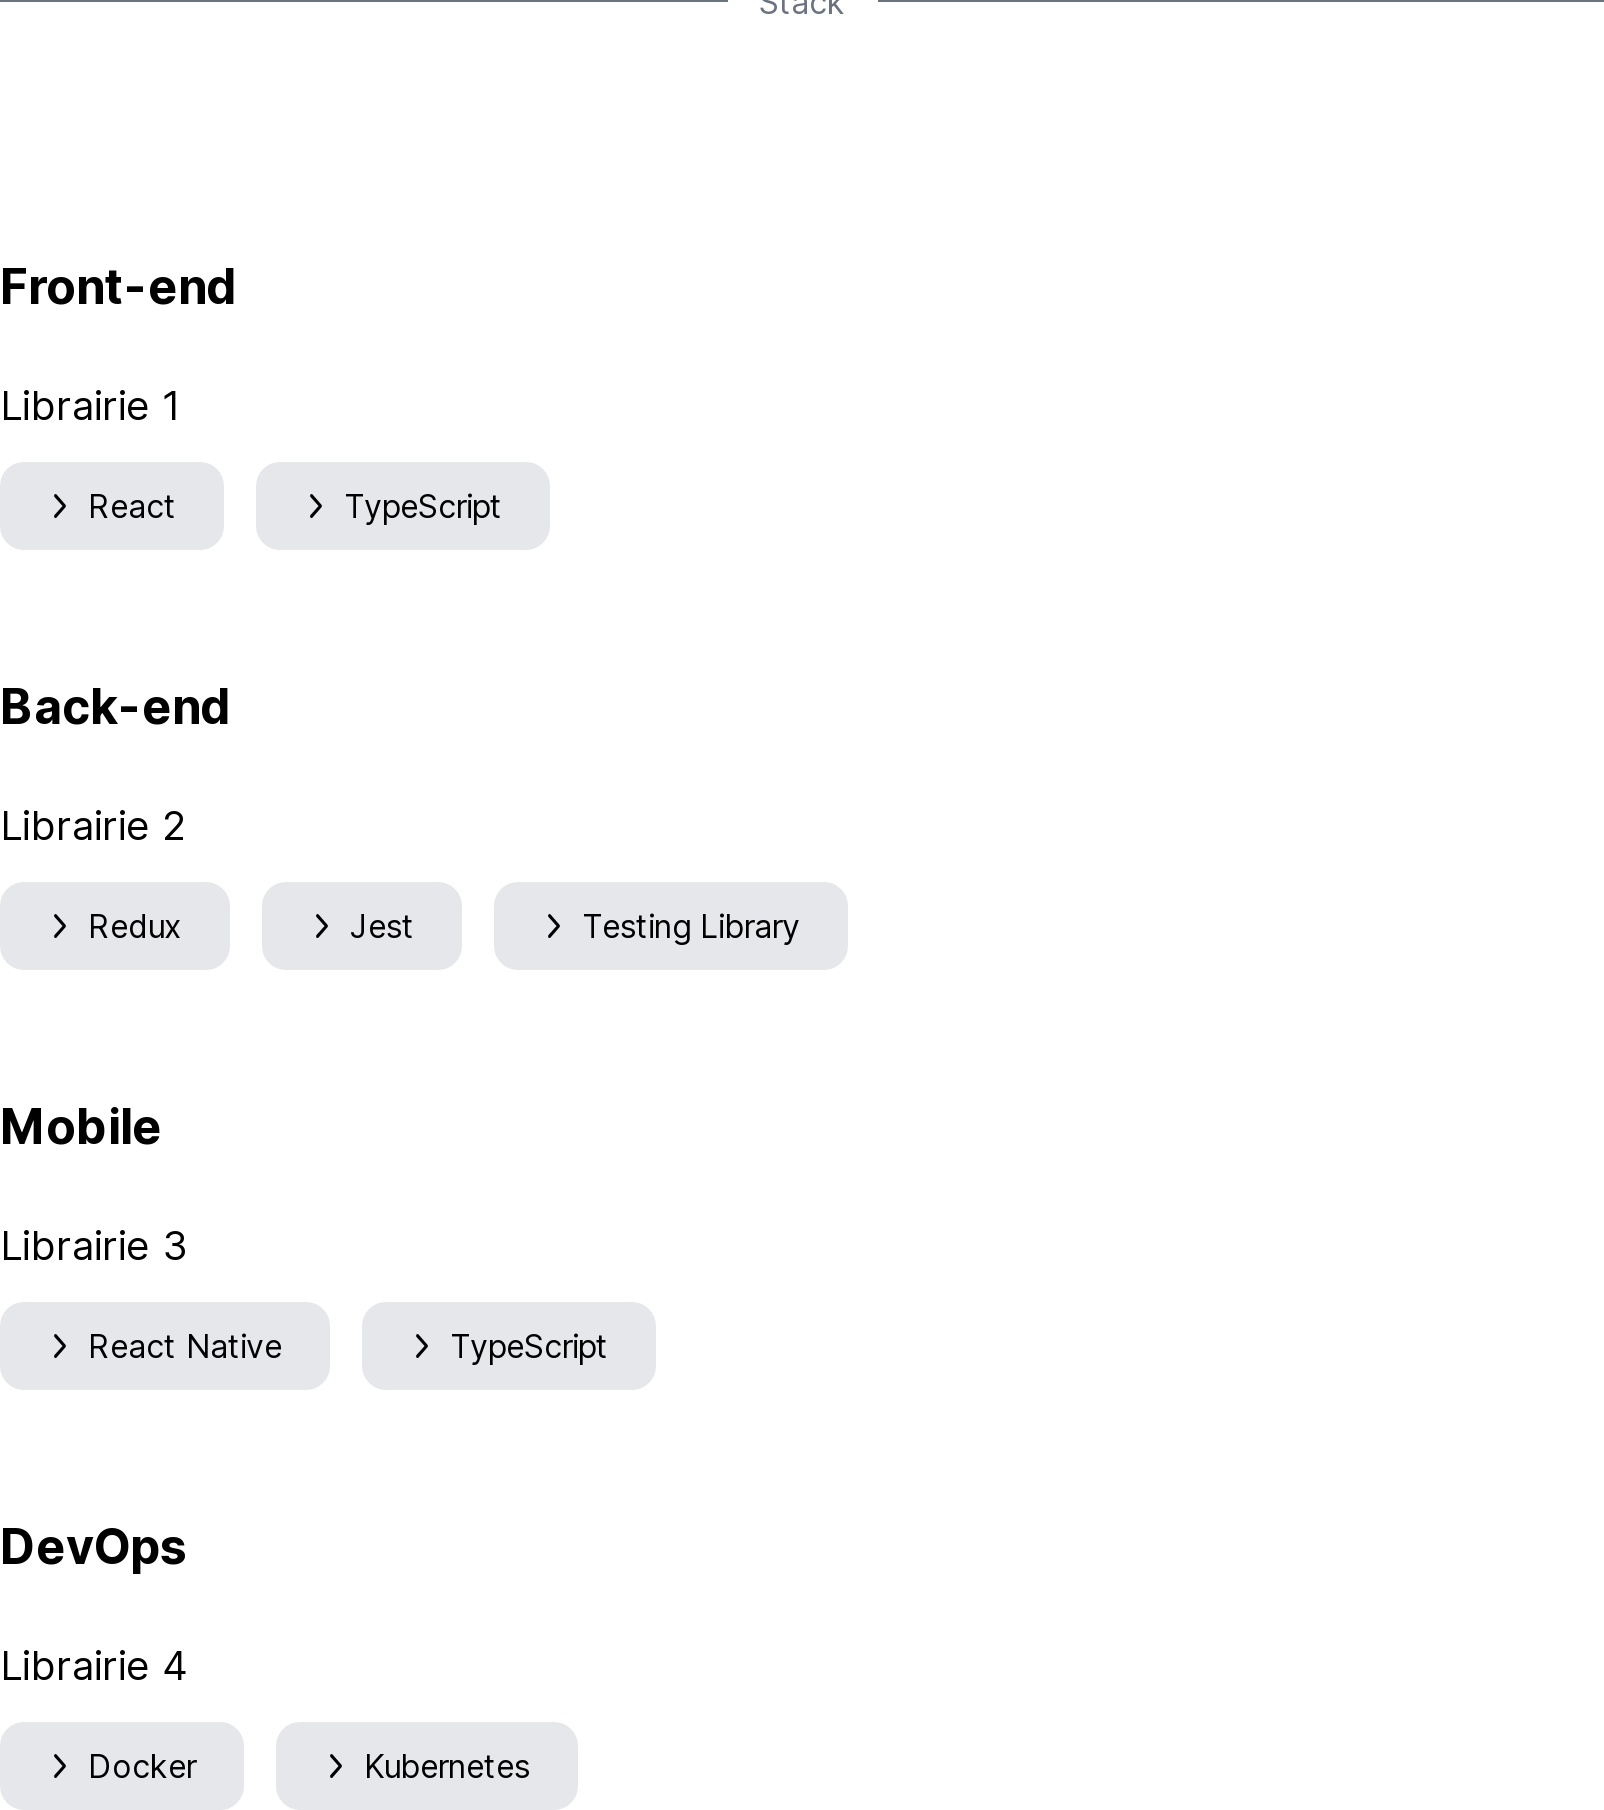 Stack
Front-end
Librairie 1
React TypeScript
Back-end
Librairie 2
Redux Jest Testing Library
Mobile
Librairie 3
React Native TypeScript
DevOps
Librairie 4
Docker Kubernetes